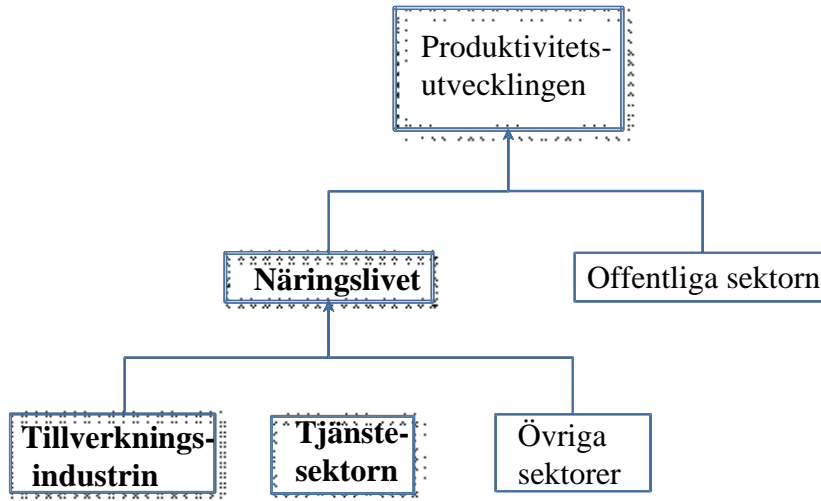 Produktivitets-
utvecklingen
Näringslivet
Offentliga sektorn
Tillverknings-
industrin
Tjänste-
sektorn
Övriga
sektorer